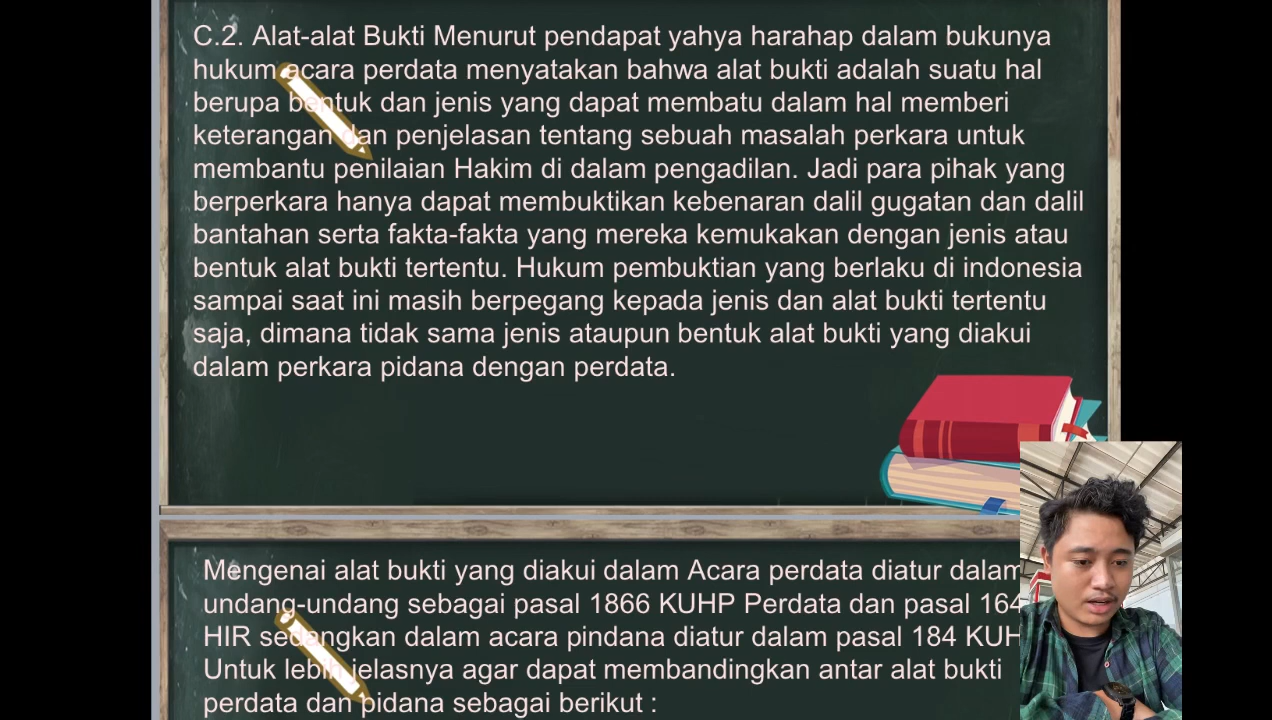 C.2. Alat-alat Bukti Menurut pendapat yahya harahap dalam bukunya
hukum acara perdata menyatakan bahwa alat bukti adalah suatu hal
berupa bentuk dan jenis yang dapat membatu dalam hal memberi
keterangan dan penjelasan tentang sebuah masalah perkara untuk
membantu penilaian Hakim di dalam pengadilan. Jadi para pihak yang
berperkara hanya dapat membuktikan kebenaran dalil gugatan dan dalil
bantahan serta fakta-fakta yang mereka kemukakan dengan jenis atau
bentuk alat bukti tertentu. Hukum pembuktian yang berlaku di indonesia
sampai saat ini masih berpegang kepada jenis dan alat bukti tertentu
saja, dimana tidak sama jenis ataupun bentuk alat bukti yang diakui
dalam perkara pidana dengan perdata.
Mengenai alat bukti yang diakui dalam Acara perdata diatur dalam
undang-undang sebagai pasal 1866 KUHP Perdata dan pasal 164
HIR sedangkan dalam acara pindana diatur dalam pasal 184 KUH
Untuk lebih jelasnya agar dapat membandingkan antar alat bukti
perdata dan pidana sebagai berikut :